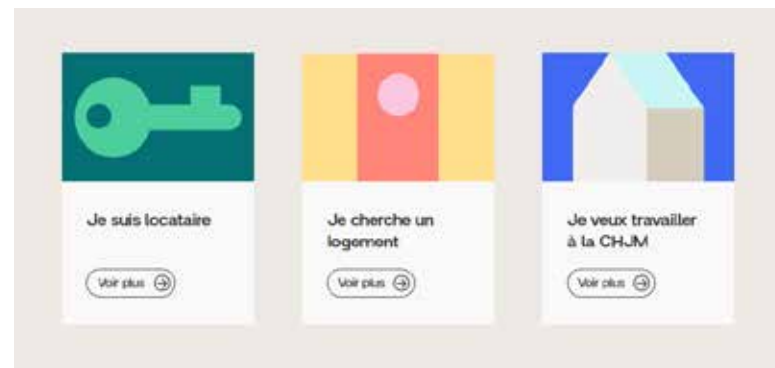 Je suis locataire
Voir plus
Je cherche un
logement
Voir plus
Je veux travailler
à la CHJM
Voir plus